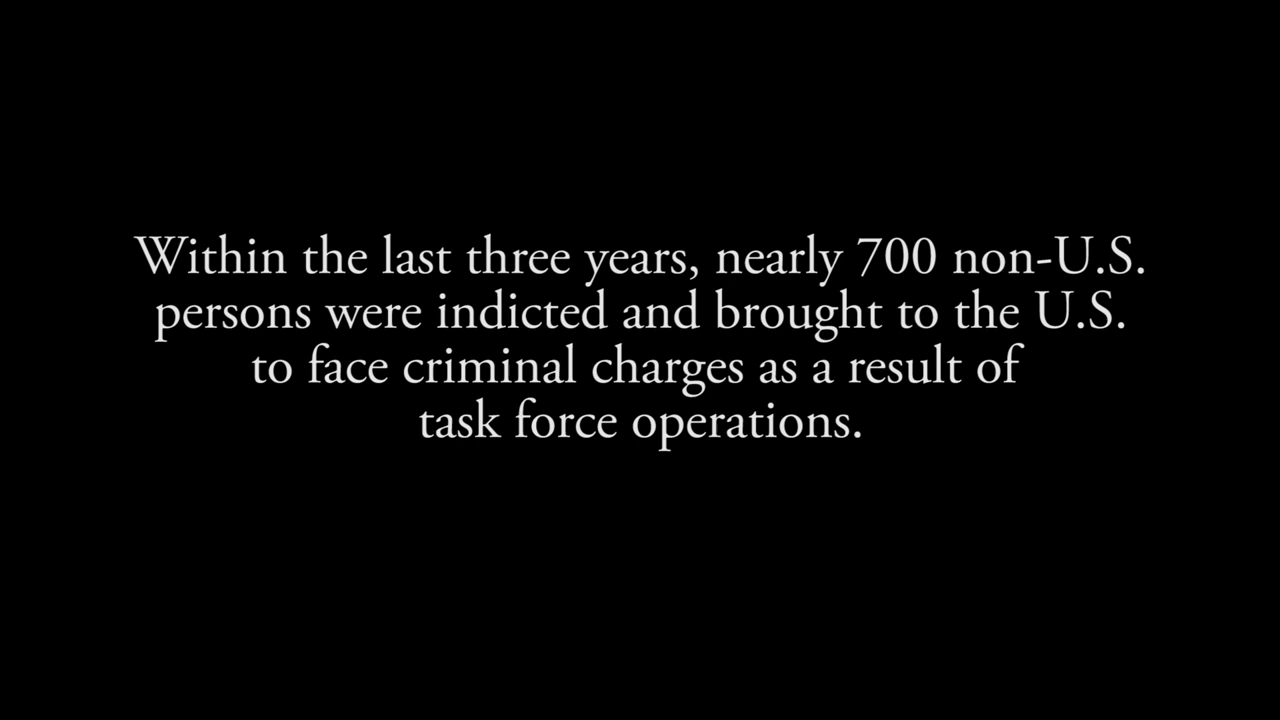 Within the last three years, nearly 700 non-U.S.
persons were indicted and brought to the U.S.
to face criminal charges as a result of
task force operations.